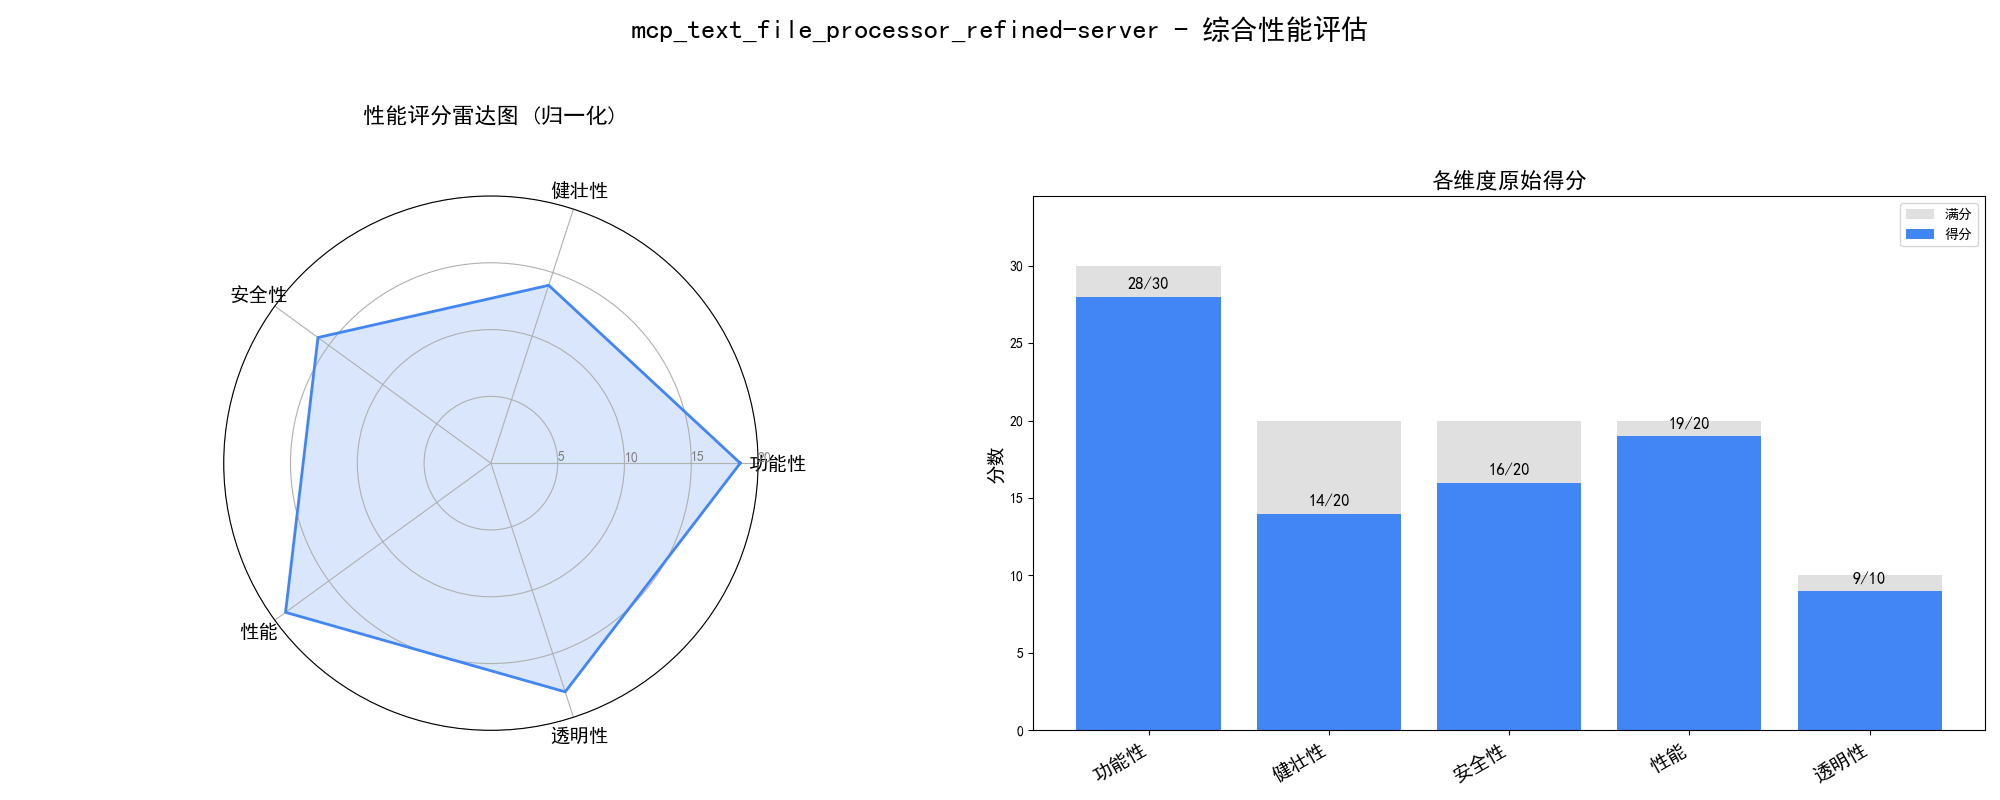 mcp_text_file_processor_refined-server - 综合性能评估
性能评分雷达图 (归一化)
健壮性
安全性
功能性
性能
透明性
5
10
15
20
各维度原始得分
满分
得分
分数
30
25
20
15
10
5
0
28/30
14/20
16/20
19/20
9/10
功能性
健壮性
安全性
性能
透明性